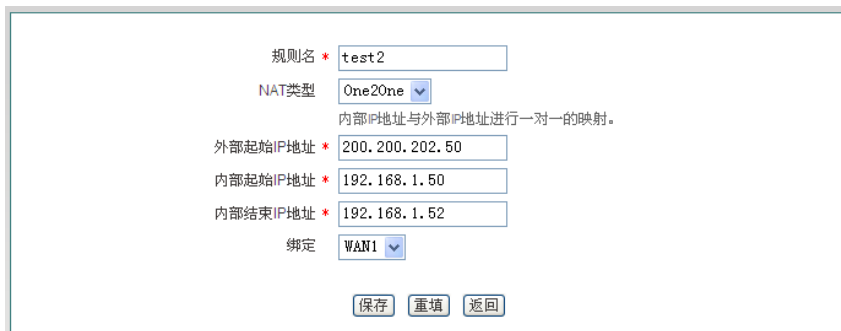 规则名 * test2
NAT类型 One2One
内部IP地址与外部IP地址进行一对一的映射。
外部起始IP地址 * 200.200.202.50
内部起始IP地址 * 192.168.1.50
内部结束IP地址 * 192.168.1.52
绑定 WAN1
保存 重填 返回